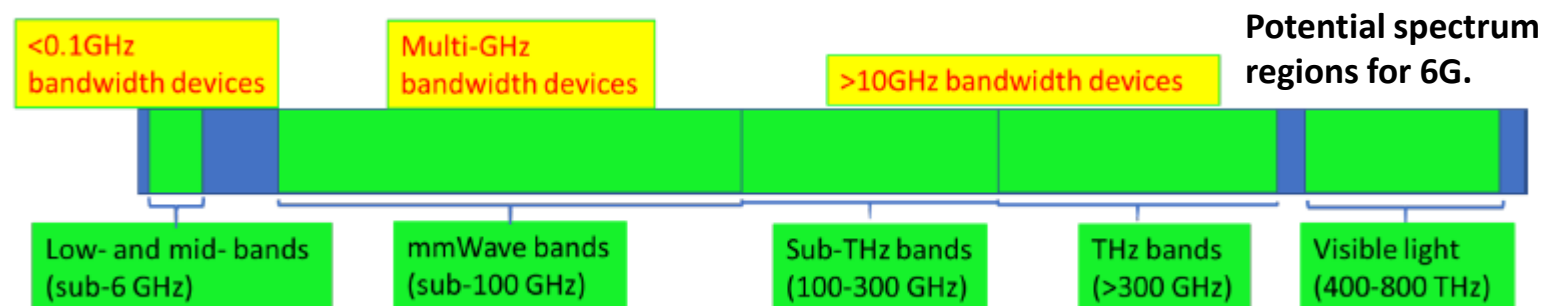 <0.1GHz
bandwidth devices
Multi-GHz
bandwidth devices
>10GHz bandwidth devices
Potential spectrum
regions for 6G.
Low- and mid- bands
(sub-6 GHz)
mmWave bands
(sub-100 GHz)
Sub-THz bands
(100-300 GHz)
THz bands
(>300 GHz)
Visible light
(400-800 THz)